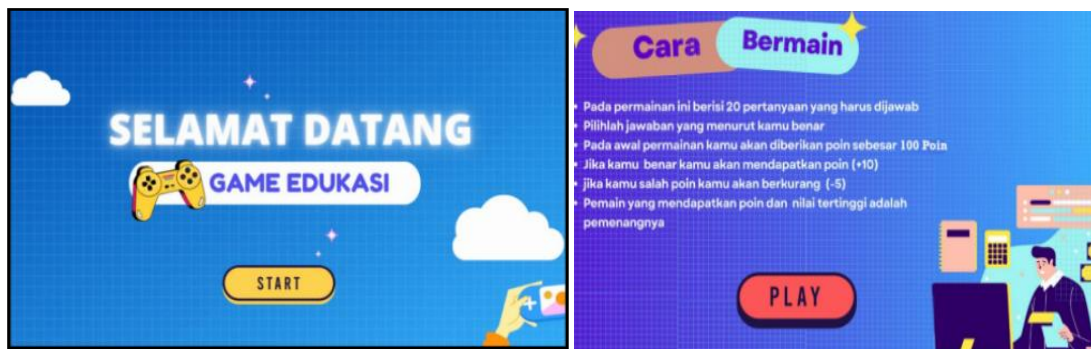 SELAMAT DATANG
GAME EDUKASI
START
Cara Bermain
• Pada permainan ini berisi 20 pertanyaan yang harus dijawab
• Pilihlah jawaban yang menurut kamu benar
• Pada awal permainan kamu akan diberikan poin sebesar 100 Poin
• Jika kamu benar kamu akan mendapatkan poin (+10)
• jika kamu salah poin kamu akan berkurang (-5)
• Pemain yang mendapatkan poin dan nilai tertinggi adalah
pemenangnya
PLAY